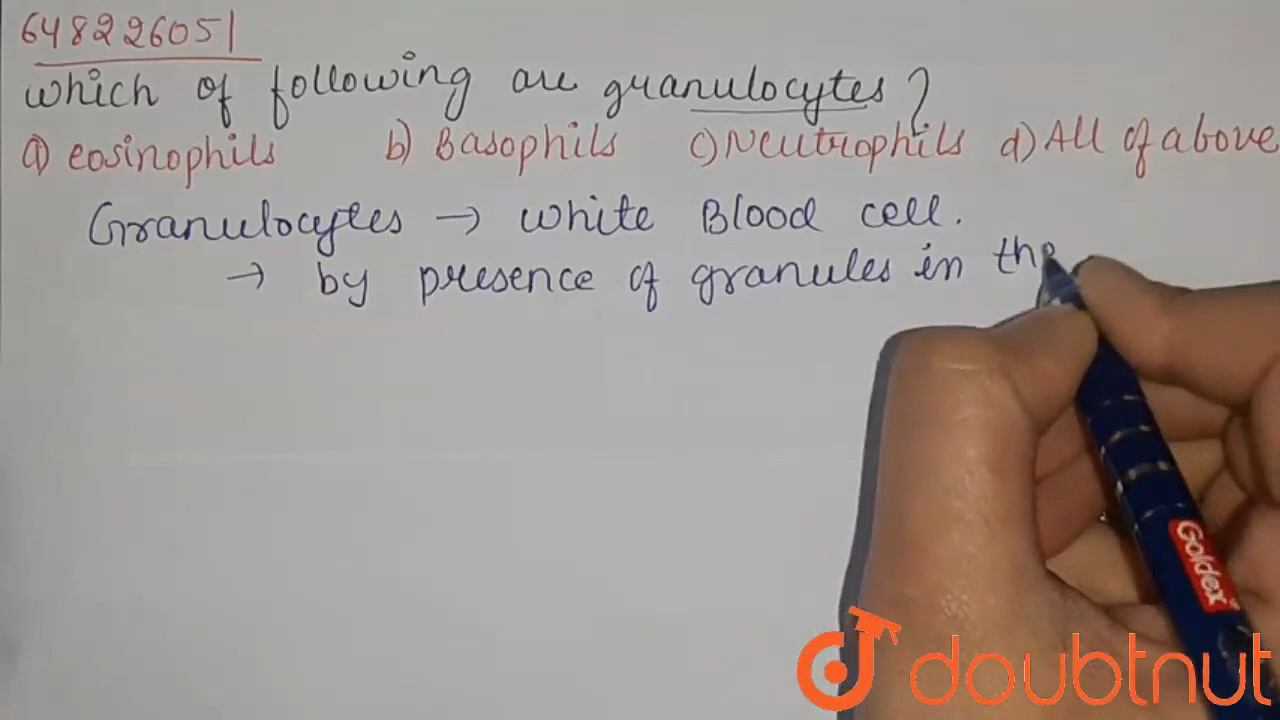 648226051
which of following are granulocytes?
a) eosinophils b) Basophils c) Neutrophils d) All of above
Granulocytes → white Blood cell.
→ by presence of granules in the
Goldex
doubtnut